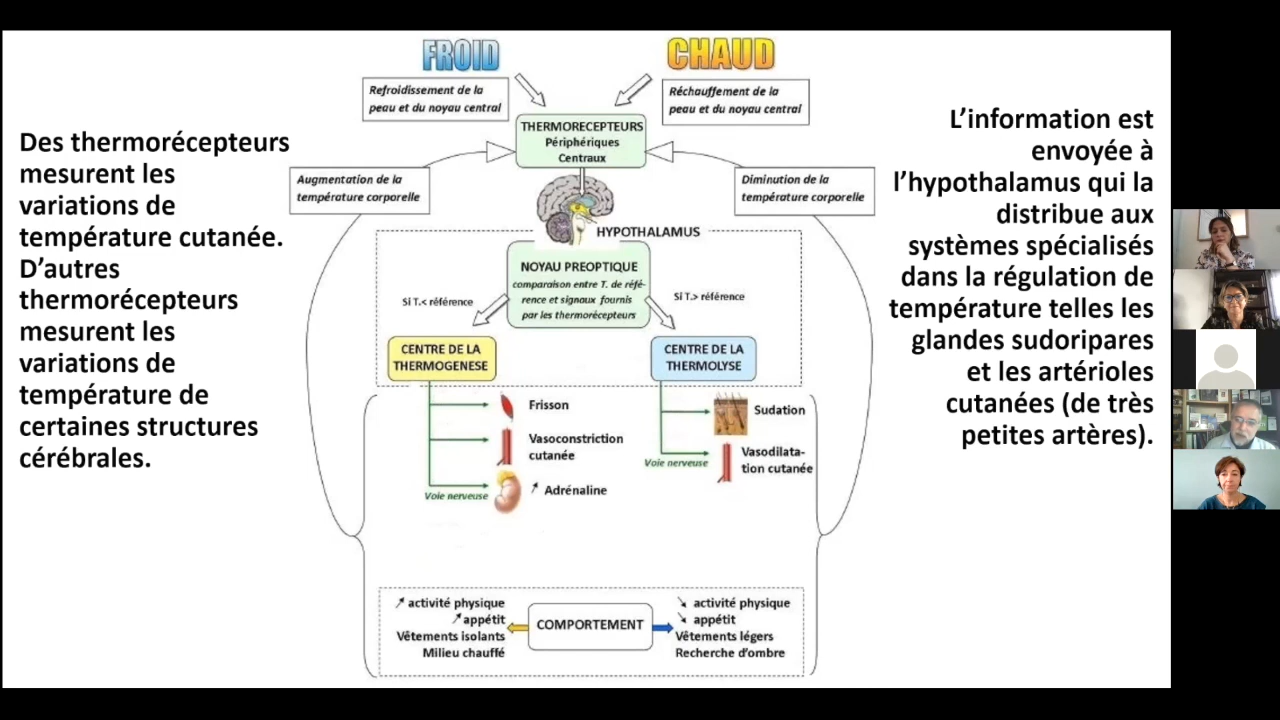 FROID
CHAUD
Refroidissement de la
peau et du noyau central
Réchauffement de la
peau et du noyau central
Des thermorécepteurs
mesurent les
variations de
température cutanée.
D’autres
thermorécepteurs
mesurent les
variations de
température de
certaines structures
cérébrales.
THERMORECEPTEURS
Périphériques
Centraux
Augmentation de la
température corporelle
Diminution de la
température corporelle
HYPOTHALAMUS
NOYAU PREOPTIQUE
comparaison entre T. de réfé-
rence et signaux fournis
par les thermorécepteurs
Si T.< référence
Si T.> référence
CENTRE DE LA
THERMOGENESE
CENTRE DE LA
THERMOLYSE
Frisson
Vasoconstriction
cutanée
Voie nerveuse
↗ Adrénaline
Sudation
Voie nerveuse
Vasodilata-
tion cutanée
↗ activité physique
↗ appétit
Vêtements isolants
Milieu chauffé
COMPORTEMENT
↘ activité physique
↘ appétit
Vêtements légers
Recherche d’ombre
L’information est
envoyée à
l’hypothalamus qui la
distribue aux
systèmes spécialisés
dans la régulation de
température telles les
glandes sudoripares
et les artérioles
cutanées (de très
petites artères).